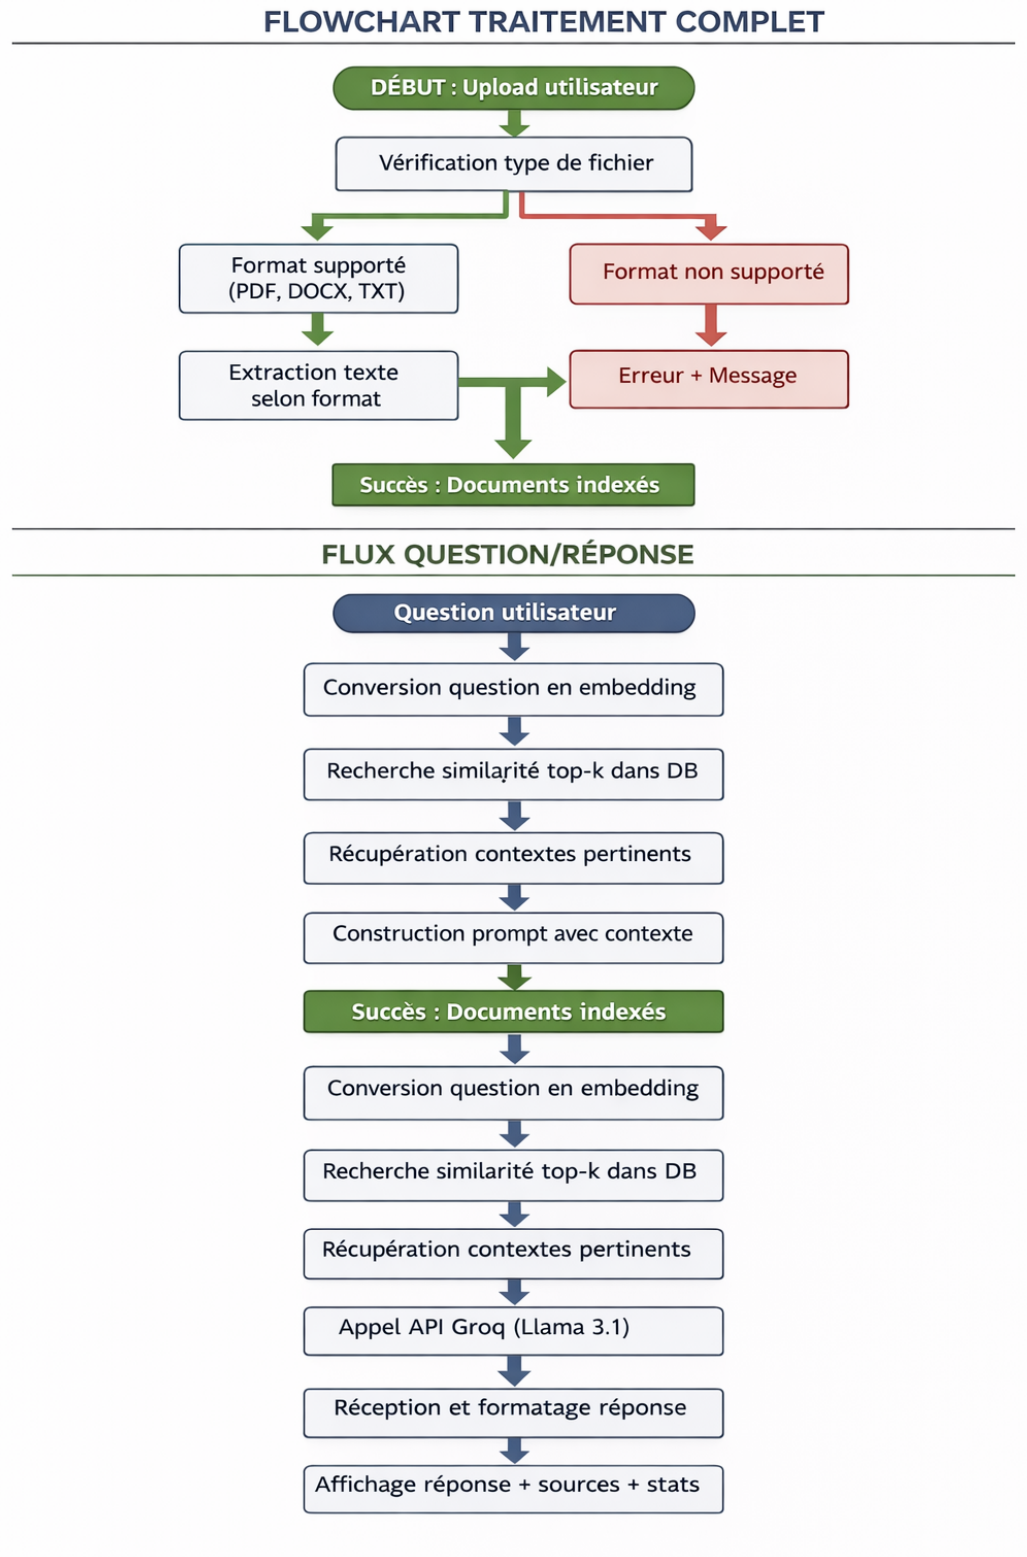 FLOWCHART TRAITEMENT COMPLET
DÉBUT : Upload utilisateur
Vérification type de fichier
Format supporté
(PDF, DOCX, TXT)
Format non supporté
Extraction texte
selon format
Erreur + Message
Succès : Documents indexés
FLUX QUESTION/RÉPONSE
Question utilisateur
Conversion question en embedding
Recherche similarité top-k dans DB
Récupération contextes pertinents
Construction prompt avec contexte
Succès : Documents indexés
Conversion question en embedding
Recherche similarité top-k dans DB
Récupération contextes pertinents
Appel API Groq (Llama 3.1)
Réception et formatage réponse
Affichage réponse + sources + stats